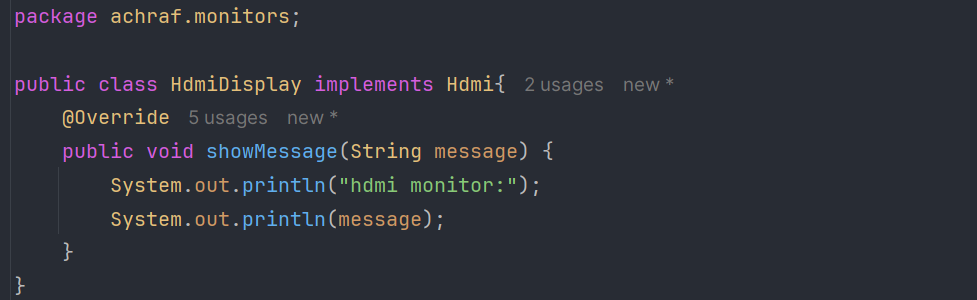 package achraf.monitors;
public class HdmiDisplay implements Hdmi{ 2 usages new *
@Override 5 usages new *
public void showMessage(String message) {
System.out.println("hdmi monitor:");
System.out.println(message);
}
}